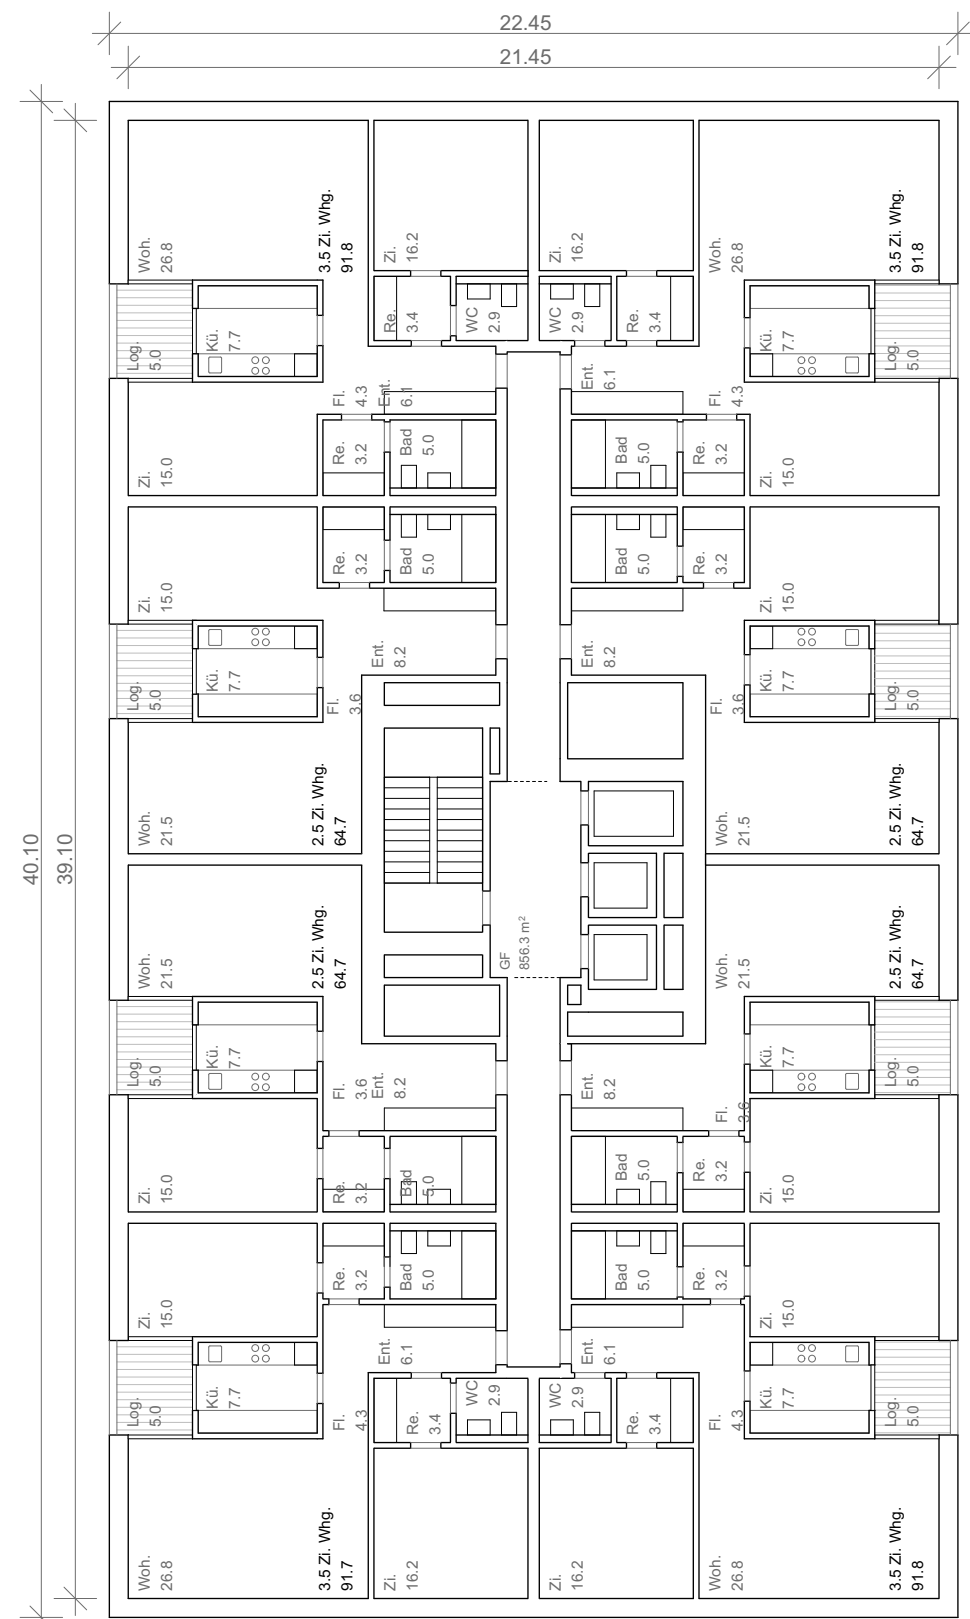 22.45
21.45
40.10
39.10
Woh.
26.8
3.5 Zi. Whg.
91.8
Zi.
16.2
Zi.
16.2
Woh.
26.8
3.5 Zi. Whg.
91.8
Log.
5.0
Kü.
7.7
Re.
3.4
WC
2.9
WC
2.9
Re.
3.4
Kü.
7.7
Log.
5.0
Fl.
4.3
Ent.
6.1
Ent.
6.1
Fl.
4.3
Zi.
15.0
Re.
3.2
Bad
5.0
Bad
5.0
Re.
3.2
Zi.
15.0
Zi.
15.0
Re.
3.2
Bad
5.0
Bad
5.0
Re.
3.2
Zi.
15.0
Log.
5.0
Kü.
7.7
Fl.
3.6
Ent.
8.2
Ent.
8.2
Fl.
3.6
Kü.
7.7
Log.
5.0
Woh.
21.5
2.5 Zi. Whg.
64.7
Woh.
21.5
2.5 Zi. Whg.
64.7
Woh.
21.5
2.5 Zi. Whg.
64.7
GF
856.3 m²
Woh.
21.5
2.5 Zi. Whg.
64.7
Log.
5.0
Kü.
7.7
Fl.
3.6
Ent.
8.2
Ent.
8.2
Fl.
3.6
Kü.
7.7
Log.
5.0
Zi.
15.0
Re.
3.2
Bad
5.0
Bad
5.0
Re.
3.2
Zi.
15.0
Zi.
15.0
Re.
3.2
Bad
5.0
Bad
5.0
Re.
3.2
Zi.
15.0
Log.
5.0
Kü.
7.7
Fl.
4.3
Ent.
6.1
Re.
3.4
WC
2.9
WC
2.9
Ent.
6.1
Re.
3.4
Fl.
4.3
Kü.
7.7
Log.
5.0
Woh.
26.8
3.5 Zi. Whg.
91.7
Zi.
16.2
Zi.
16.2
Woh.
26.8
3.5 Zi. Whg.
91.8